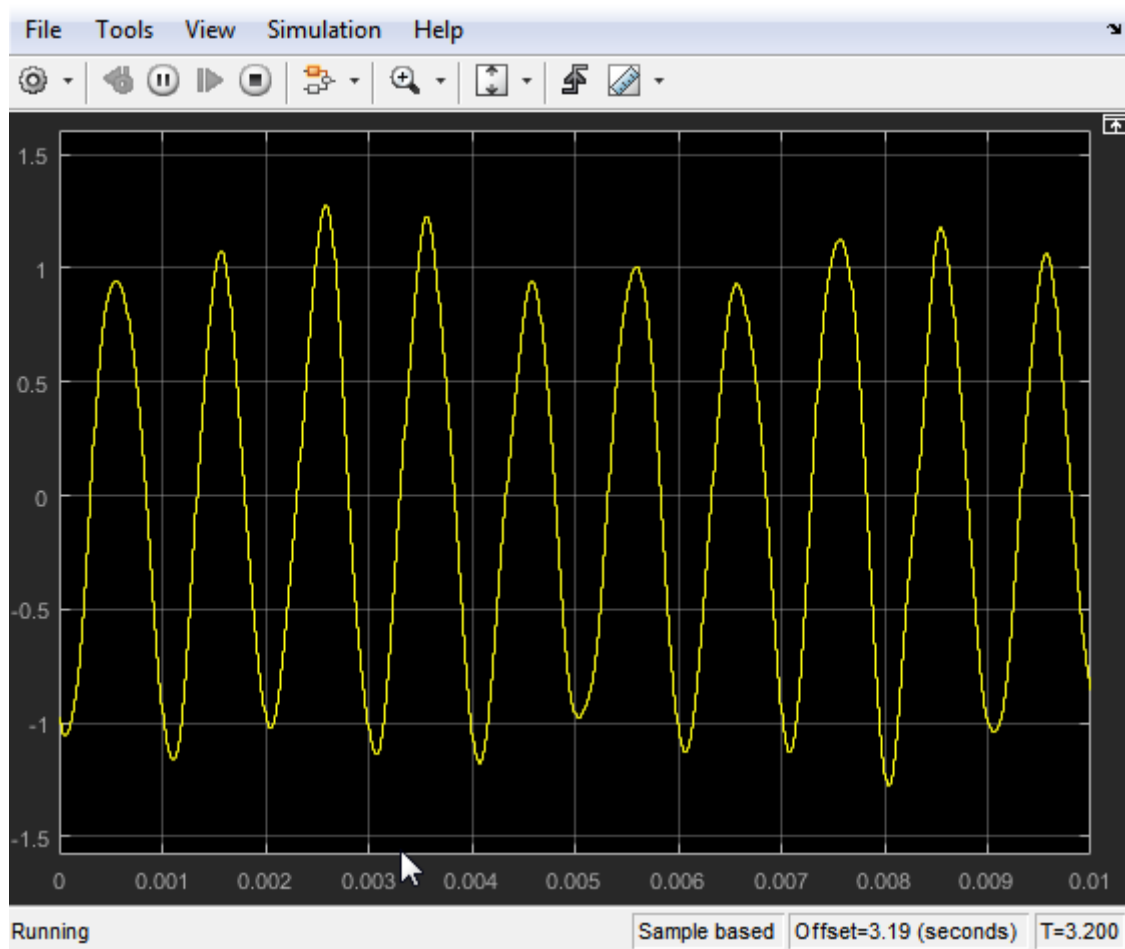 File Tools View Simulation Help
1.5
1
0.5
0
-0.5
-1
-1.5
0 0.001 0.002 0.003 0.004 0.005 0.006 0.007 0.008 0.009 0.01
Running Sample based Offset=3.19 (seconds) T=3.200